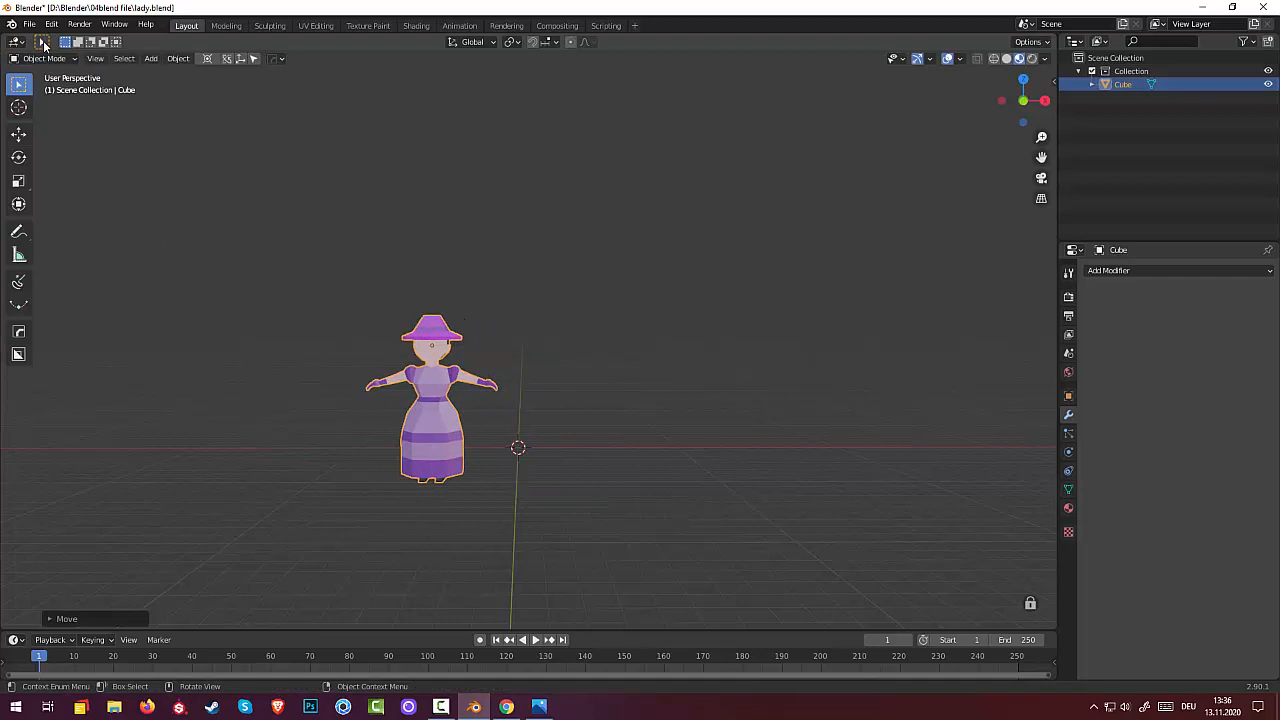 Blender* [D:\Blender\04blend file\lady.blend]
File Edit Render Window Help Layout Modeling Sculpting UV Editing Texture Paint Shading Animation Rendering Compositing Scripting + Scene View Layer
Global Options
Object Mode View Select Add Object
User Perspective
(1) Scene Collection | Cube
Z
X
Scene Collection
Collection
Cube
Cube
Add Modifier
Move
Playback Keying View Marker 1 Start 1 End 250
1 10 20 30 40 50 60 70 80 90 100 110 120 130 140 150 160 170 180 190 200 210 220 230 240 250
Context Enum Menu Box Select Rotate View Object Context Menu 2.90.1
DEU
13:36
13.11.2020